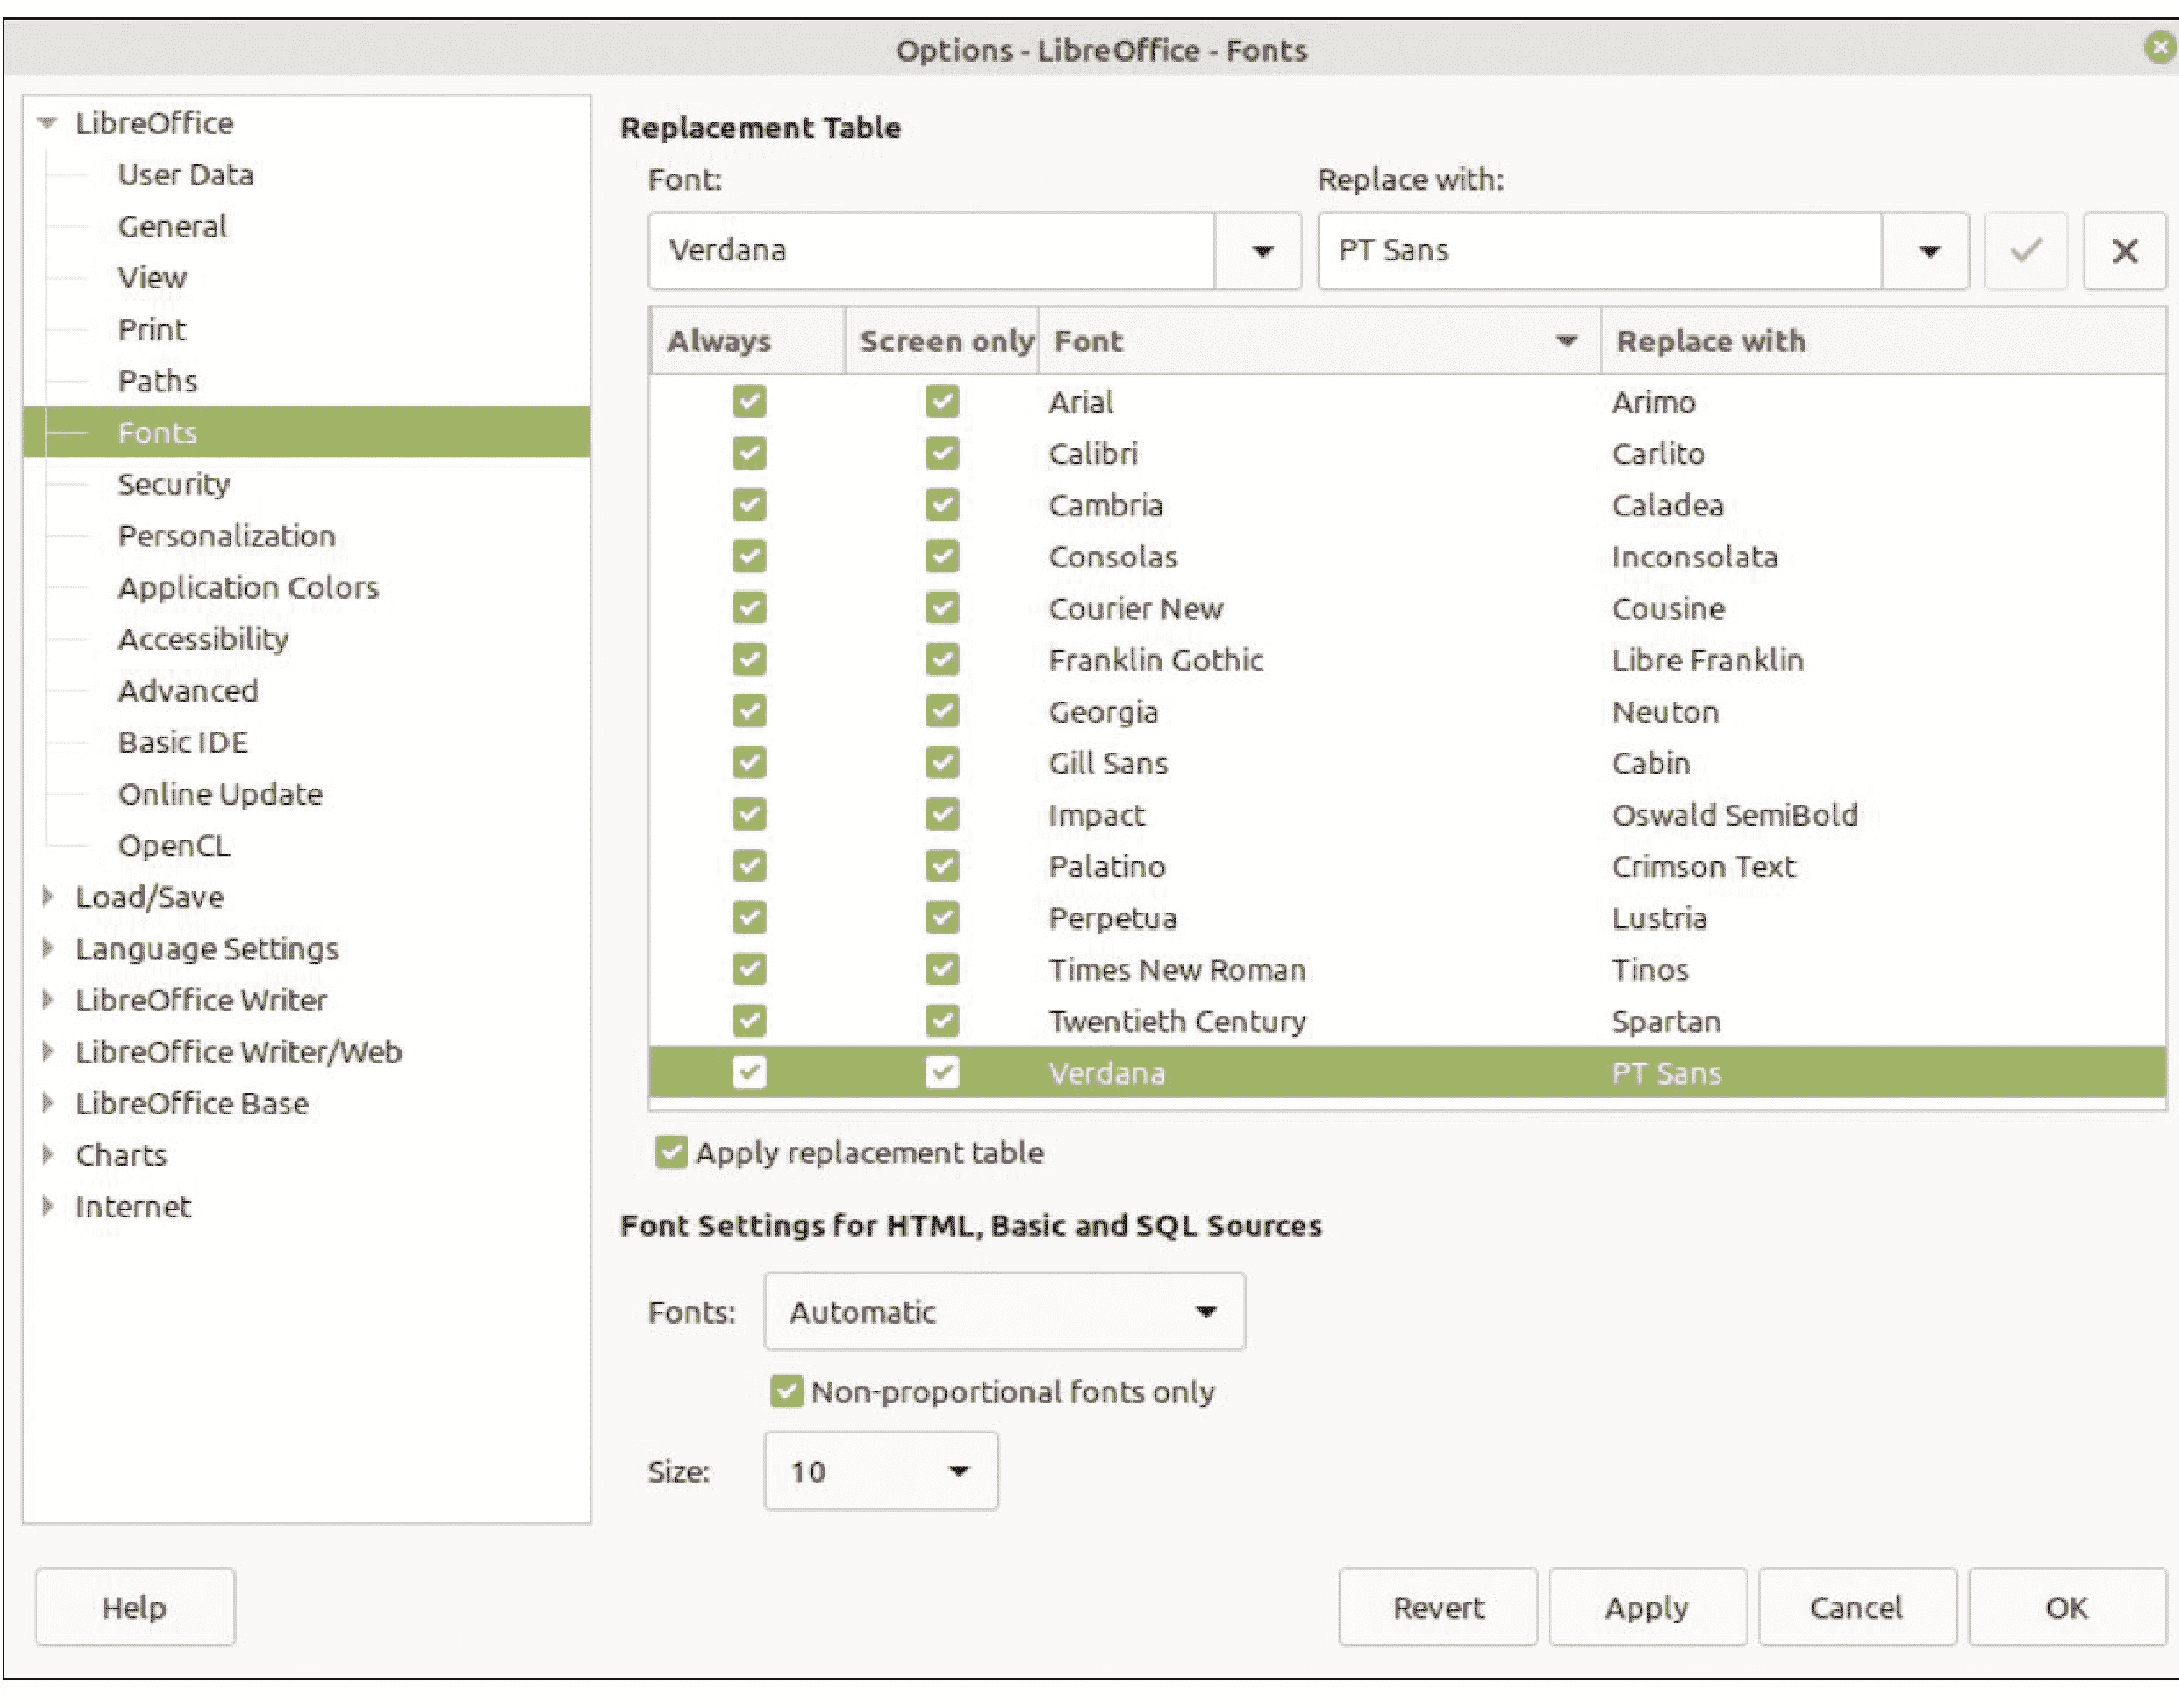 Options - LibreOffice - Fonts
LibreOffice
User Data
General
View
Print
Paths
Fonts
Security
Personalization
Application Colors
Accessibility
Advanced
Basic IDE
Online Update
OpenCL
Load/Save
Language Settings
LibreOffice Writer
LibreOffice Writer/Web
LibreOffice Base
Charts
Internet
Replacement Table
Font: Replace with:
Verdana PT Sans
Always Screen only Font Replace with
Arial Arimo
Calibri Carlito
Cambria Caladea
Consolas Inconsolata
Courier New Cousine
Franklin Gothic Libre Franklin
Georgia Neuton
Gill Sans Cabin
Impact Oswald SemiBold
Palatino Crimson Text
Perpetua Lustria
Times New Roman Tinos
Twentieth Century Spartan
Verdana PT Sans
Apply replacement table
Font Settings for HTML, Basic and SQL Sources
Fonts: Automatic
Non-proportional fonts only
Size: 10
Help Revert Apply Cancel OK